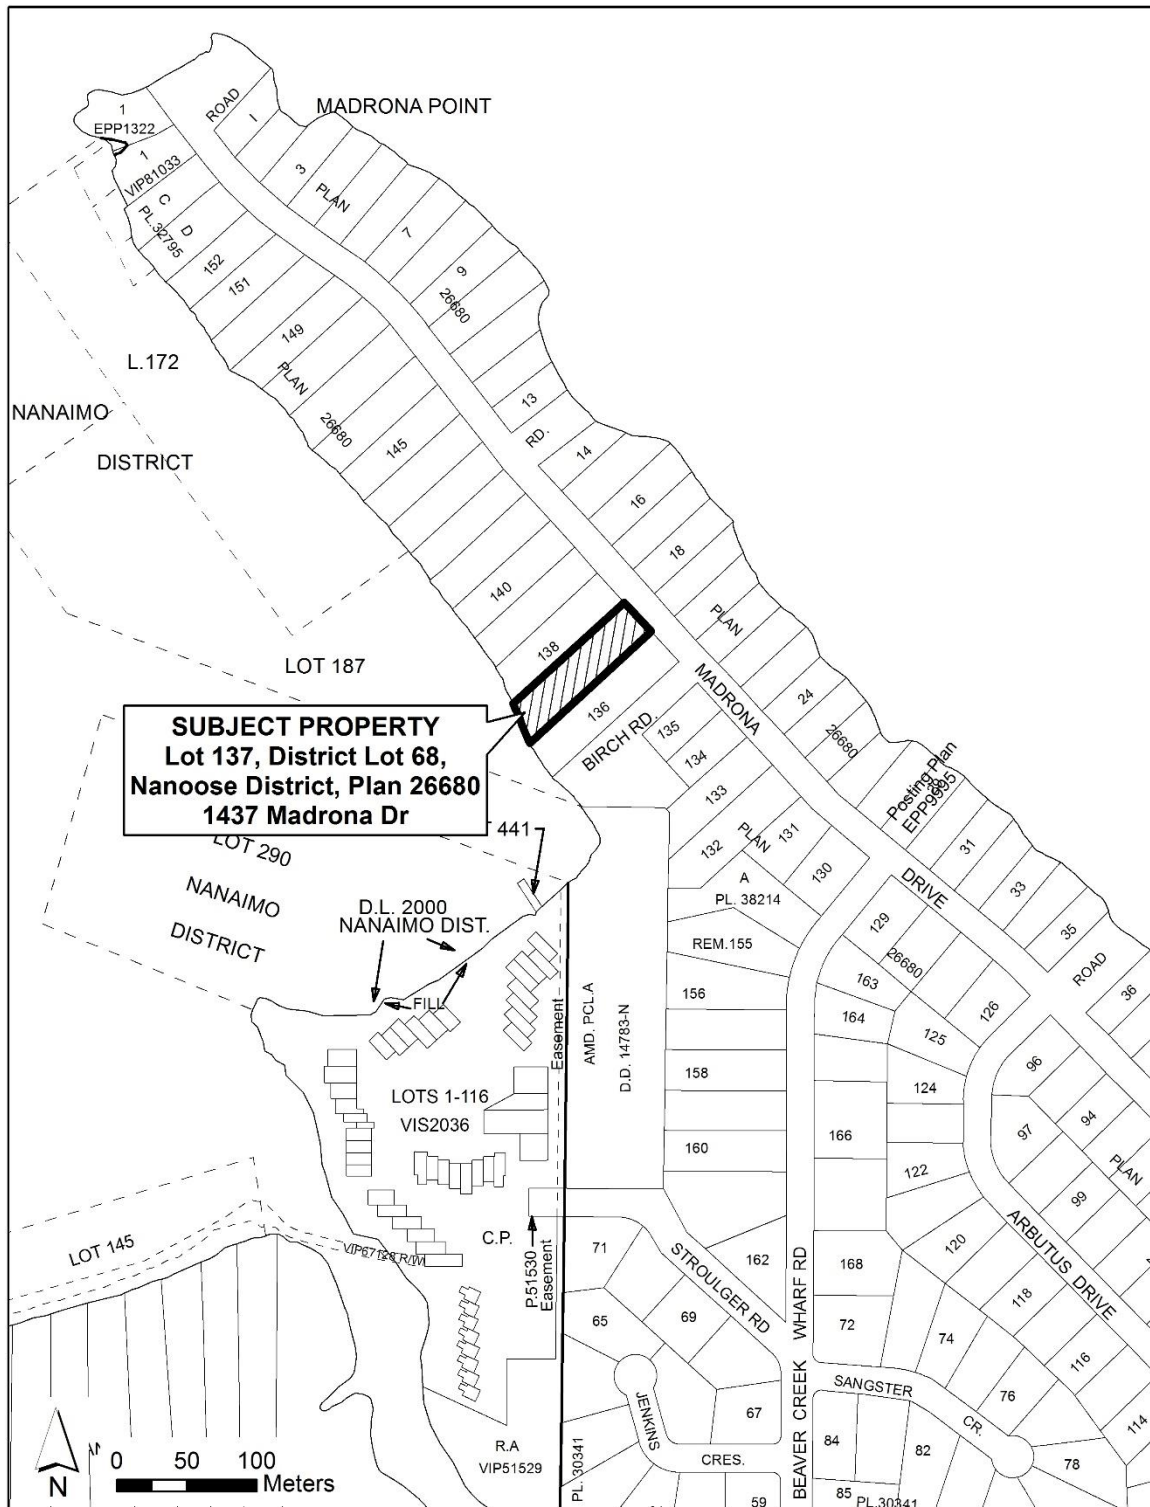 MADRONA POINT
ROAD
1
EPP1322
1
VIP81033
C
D
PL.32795
152
151
149
PLAN
26680
145
140
138
136
1
3
PLAN
7
9
26680
13
RD.
14
16
18
PLAN
24
26680
Posting Plan
EPP9995
31
33
35
ROAD
36
L.172
NANAIMO
DISTRICT
LOT 187
SUBJECT PROPERTY
Lot 137, District Lot 68,
Nanoose District, Plan 26680
1437 Madrona Dr
MADRONA
DRIVE
BIRCH RD.
135
134
133
132
PLAN
131
130
A
PL. 38214
129
26680
126
REM.155
163
164
125
156
124
158
166
160
122
162
168
120
118
116
114
96
94
97
99
PLAN
ARBUTUS DRIVE
441
LOT 290
NANAIMO
DISTRICT
D.L. 2000
NANAIMO DIST.
FILL
Easement
AMD. PCL.A
D.D. 14783-N
LOTS 1-116
VIS2036
C.P.
P.51530
Easement
VIP67128 R/W
LOT 145
71
STROULGER RD
65
69
67
72
74
76
78
SANGSTER
CR.
BEAVER CREEK WHARF RD
JENKINS
CRES.
84
82
85
PL.30341
59
PL. 30341
R.A
VIP51529
N
0 50 100
Meters